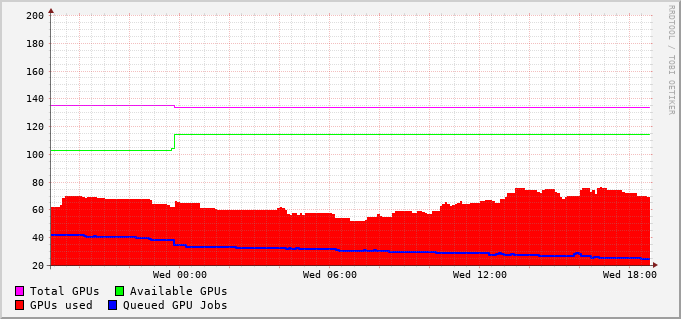 200
180
160
140
120
100
80
60
40
20
Wed 00:00 Wed 06:00 Wed 12:00 Wed 18:00
Total GPUs Available GPUs
GPUs used Queued GPU Jobs
RRDTOOL / TOBI OETIKER